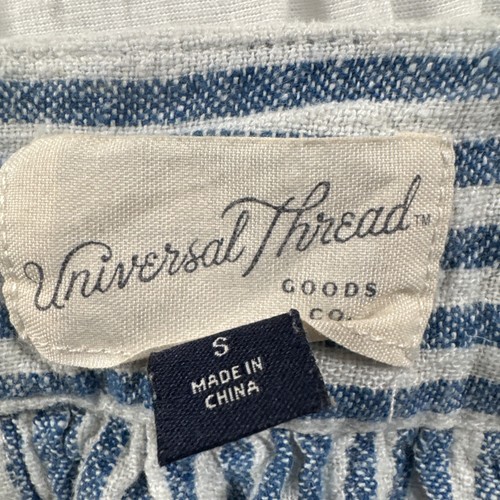 Universal Thread™
GOODS
CO.
S
MADE IN
CHINA